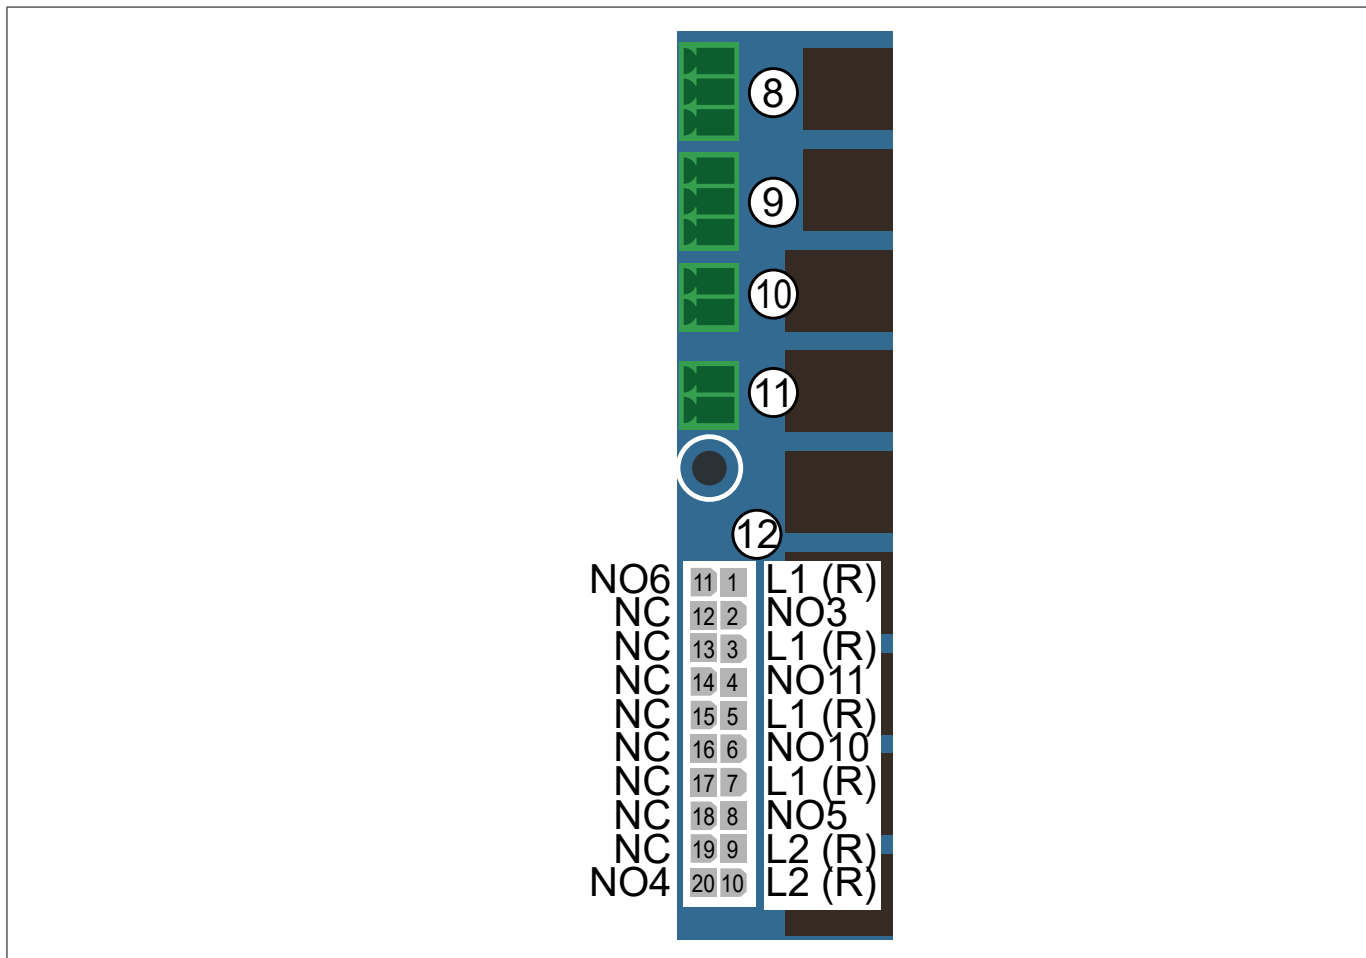 8
9
10
11
12
NO6 11 1 L1 (R)
NC 12 2 NO3
NC 13 3 L1 (R)
NC 14 4 NO11
NC 15 5 L1 (R)
NC 16 6 NO10
NC 17 7 L1 (R)
NC 18 8 NO5
NC 19 9 L2 (R)
NO4 20 10 L2 (R)